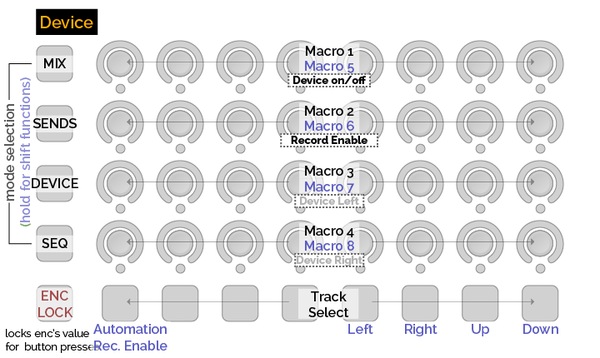 Device
MIX
Macro 1
Macro 5
Device on/off
SENDS
Macro 2
Macro 6
Record Enable
DEVICE
Macro 3
Macro 7
Device Left
SEQ
Macro 4
Macro 8
Device Right
mode selection
(hold for shift functions)
ENC
LOCK
Track
Select
locks enc's value
for button presses
Automation
Rec. Enable
Left
Right
Up
Down